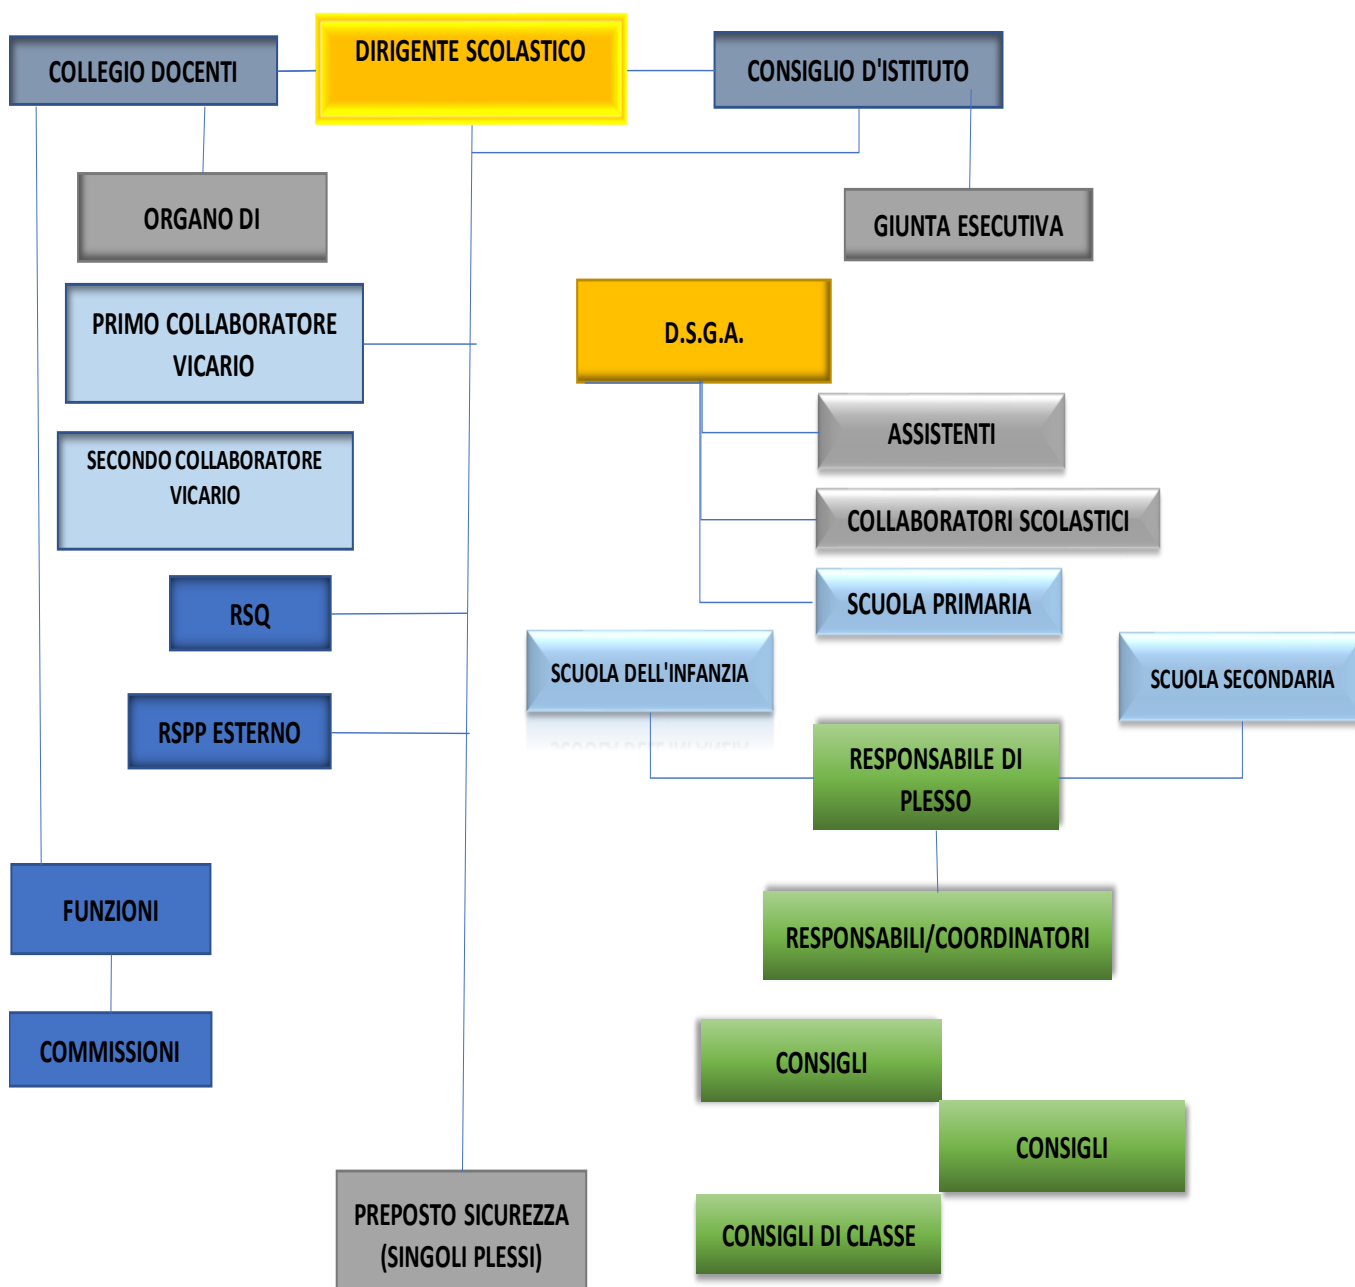 COLLEGIO DOCENTI
DIRIGENTE SCOLASTICO
CONSIGLIO D'ISTITUTO
ORGANO DI
GIUNTA ESECUTIVA
PRIMO COLLABORATORE
VICARIO
D.S.G.A.
ASSISTENTI
SECONDO COLLABORATORE
VICARIO
COLLABORATORI SCOLASTICI
RSQ
SCUOLA PRIMARIA
SCUOLA DELL'INFANZIA
SCUOLA SECONDARIA
RSPP ESTERNO
RESPONSABILE DI
PLESSO
FUNZIONI
RESPONSABILI/COORDINATORI
COMMISSIONI
CONSIGLI
CONSIGLI
PREPOSTO SICUREZZA
(SINGOLI PLESSI)
CONSIGLI DI CLASSE